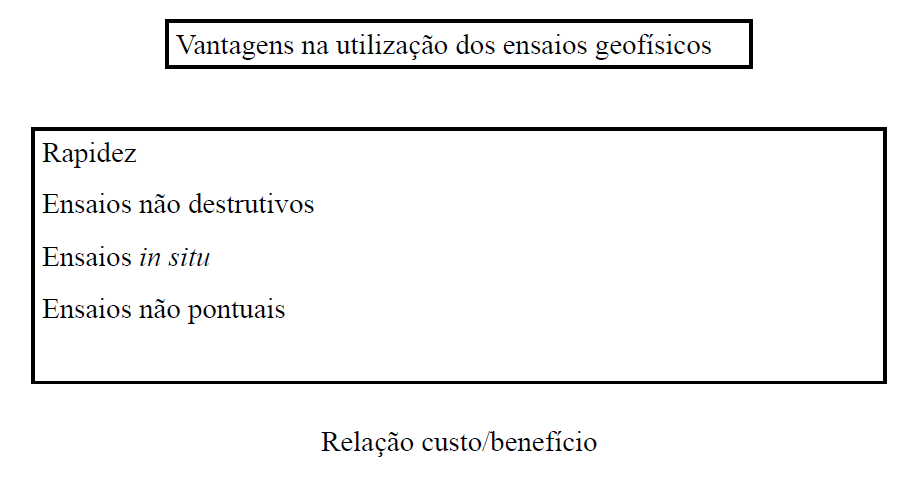 Vantagens na utilização dos ensaios geofísicos
Rapidez
Ensaios não destrutivos
Ensaios in situ
Ensaios não pontuais
Relação custo/benefício